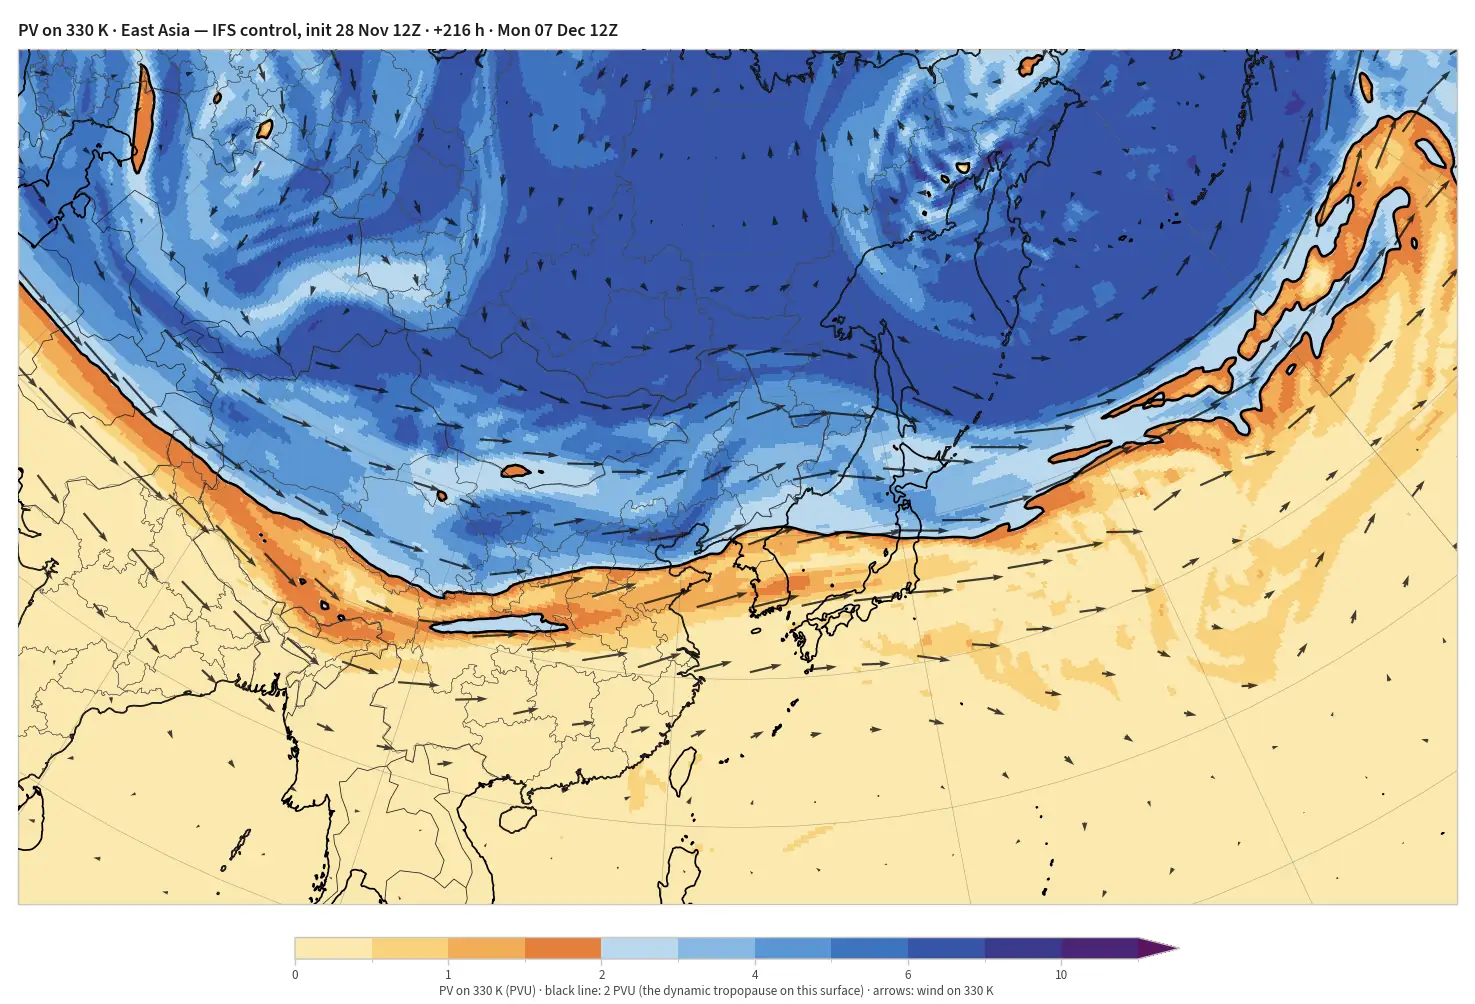 PV on 330 K · East Asia — IFS control, init 28 Nov 12Z · +216 h · Mon 07 Dec 12Z
0 1 2 4 6 10
PV on 330 K (PVU) · black line: 2 PVU (the dynamic tropopause on this surface) · arrows: wind on 330 K